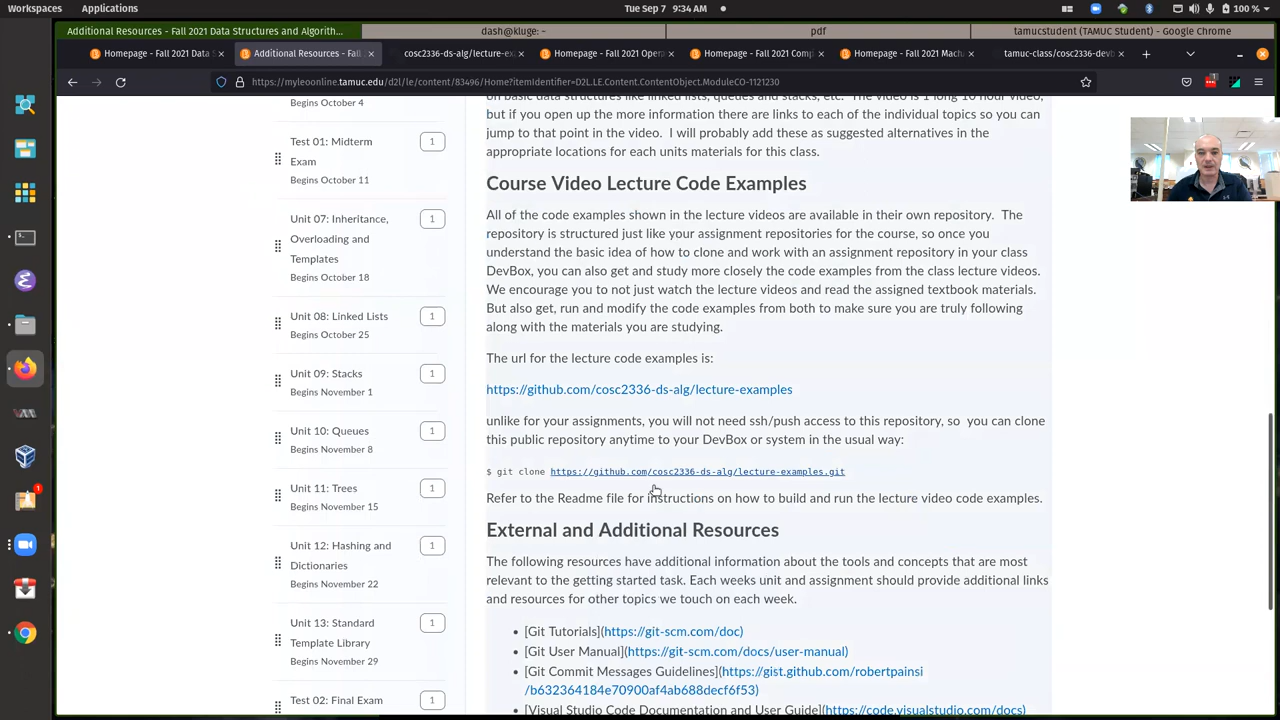 Workspaces Applications Tue Sep 7 9:34 AM 100 %
Additional Resources - Fall 2021 Data Structures and Algorith... dash@kluge: ~ pdf tamucstudent (TAMUC Student) - Google Chrome
Homepage - Fall 2021 Data S Additional Resources - Fall × cosc2336-ds-alg/lecture-ex × Homepage - Fall 2021 Oper × Homepage - Fall 2021 Comp × Homepage - Fall 2021 Mach × tamuc-class/cosc2336-devb ×
https://myleoonline.tamuc.edu/d2l/le/content/83496/Home?itemIdentifier=D2L.LE.Content.ContentObject.ModuleCO-1121230
Begins October 4
Test 01: Midterm
Exam
Begins October 11
1
Unit 07: Inheritance,
Overloading and
Templates
Begins October 18
1
Unit 08: Linked Lists
Begins October 25
1
Unit 09: Stacks
Begins November 1
1
Unit 10: Queues
Begins November 8
1
Unit 11: Trees
Begins November 15
1
Unit 12: Hashing and
Dictionaries
Begins November 22
1
Unit 13: Standard
Template Library
Begins November 29
1
Test 02: Final Exam
1
on basic data structures like linked lists, queues and stacks, etc. The video is 1 long 10 hour video,
but if you open up the more information there are links to each of the individual topics so you can
jump to that point in the video. I will probably add these as suggested alternatives in the
appropriate locations for each units materials for this class.
Course Video Lecture Code Examples
All of the code examples shown in the lecture videos are available in their own repository. The
repository is structured just like your assignment repositories for the course, so once you
understand the basic idea of how to clone and work with an assignment repository in your class
DevBox, you can also get and study more closely the code examples from the class lecture videos.
We encourage you to not just watch the lecture videos and read the assigned textbook materials.
But also get, run and modify the code examples from both to make sure you are truly following
along with the materials you are studying.
The url for the lecture code examples is:
https://github.com/cosc2336-ds-alg/lecture-examples
unlike for your assignments, you will not need ssh/push access to this repository, so you can clone
this public repository anytime to your DevBox or system in the usual way:
$ git clone https://github.com/cosc2336-ds-alg/lecture-examples.git
Refer to the Readme file for instructions on how to build and run the lecture video code examples.
External and Additional Resources
The following resources have additional information about the tools and concepts that are most
relevant to the getting started task. Each weeks unit and assignment should provide additional links
and resources for other topics we touch on each week.
• [Git Tutorials](https://git-scm.com/doc)
• [Git User Manual](https://git-scm.com/docs/user-manual)
• [Git Commit Messages Guidelines](https://gist.github.com/robertpainsi
/b632364184e70900af4ab688decf6f53)
• [Visual Studio Code Documentation and User Guide](https://code.visualstudio.com/docs)